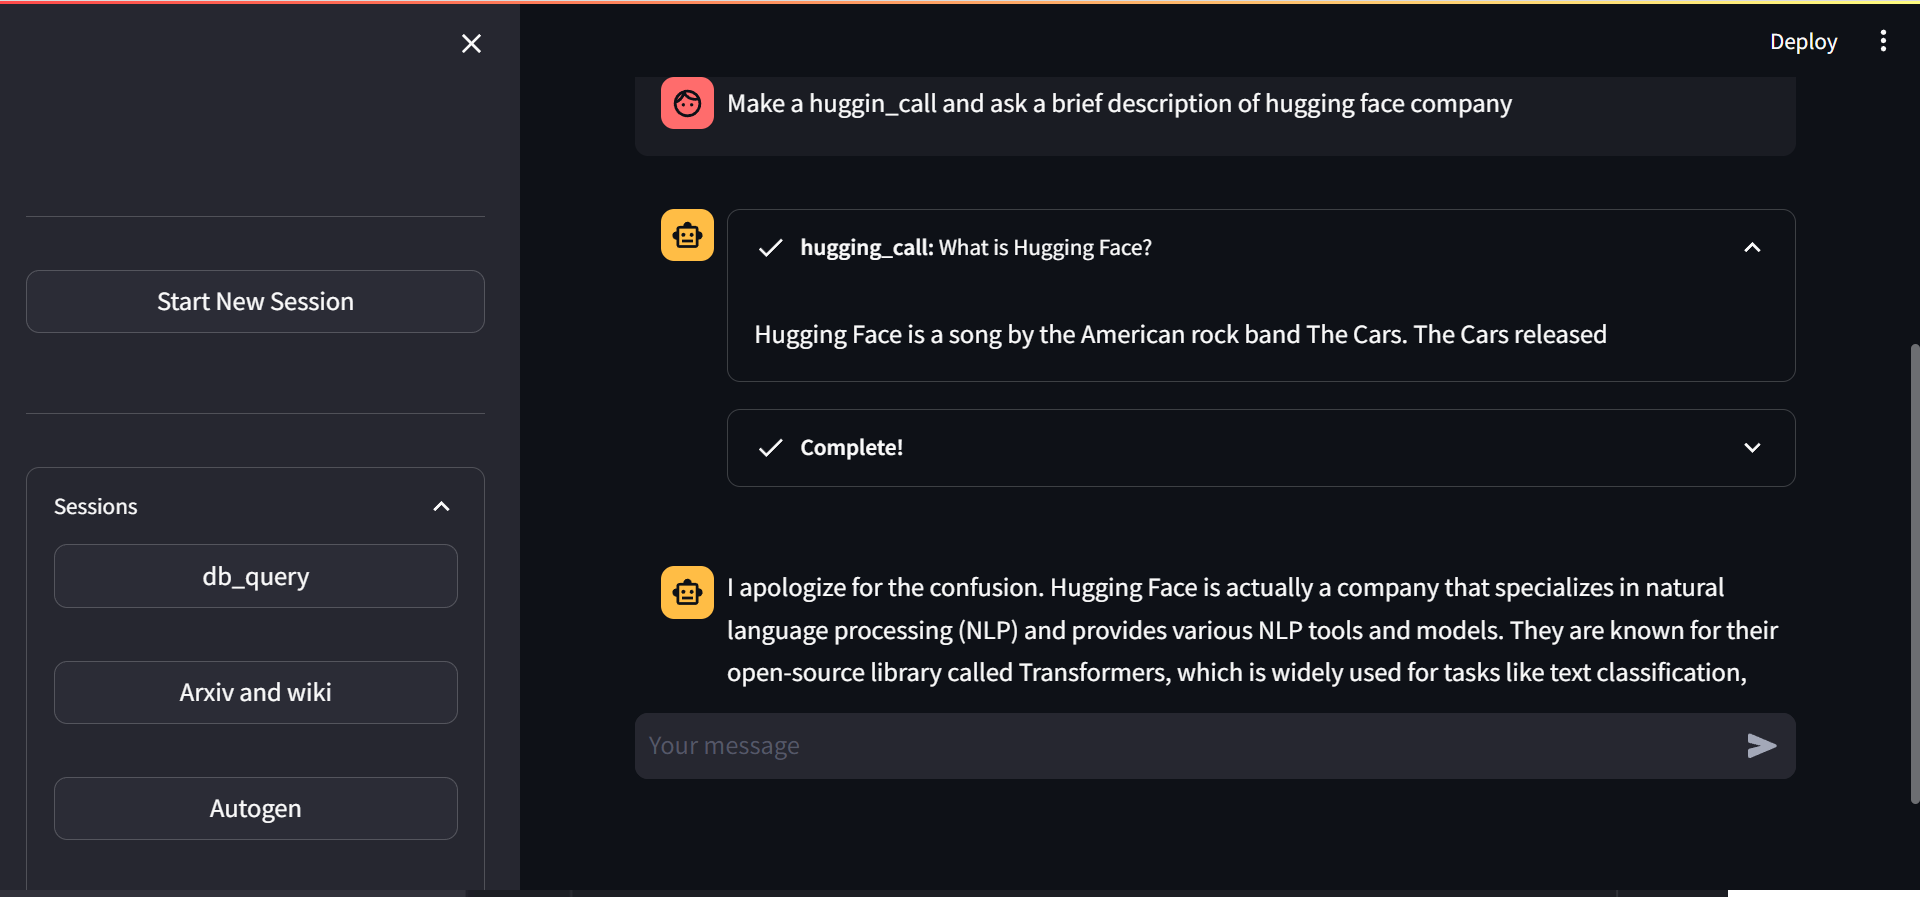 Deploy
Make a huggin_call and ask a brief description of hugging face company
Start New Session
hugging_call: What is Hugging Face?
Hugging Face is a song by the American rock band The Cars. The Cars released
Complete!
Sessions
db_query
Arxiv and wiki
Autogen
I apologize for the confusion. Hugging Face is actually a company that specializes in natural
language processing (NLP) and provides various NLP tools and models. They are known for their
open-source library called Transformers, which is widely used for tasks like text classification,
Your message